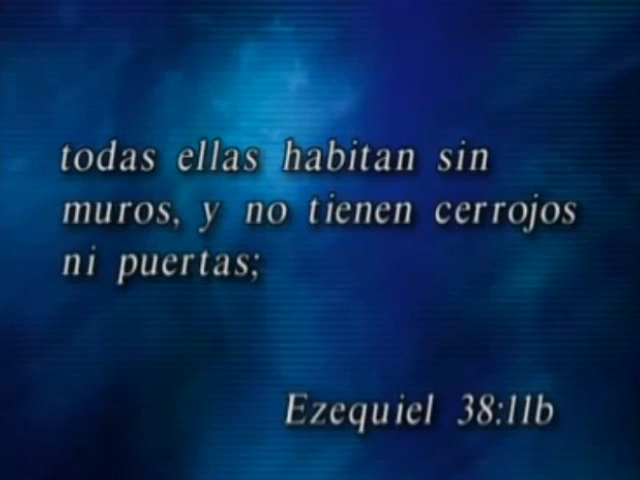 todas ellas habitan sin
muros, y no tienen cerrojos
ni puertas;
Ezequiel 38:11b